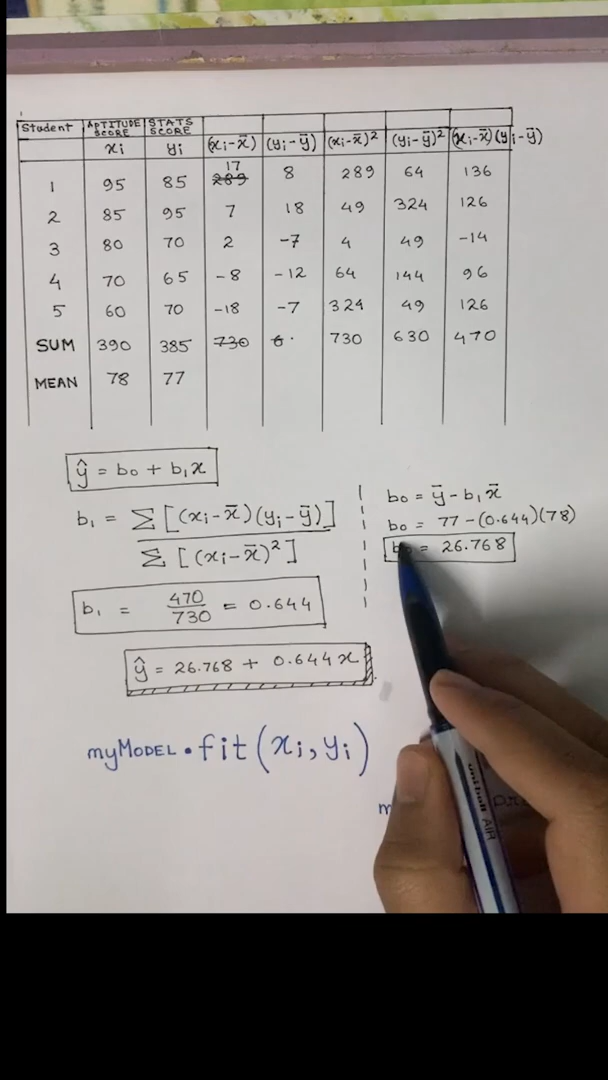 Student APTITUDE SCORE STATS SCORE
xi yi (xi-x̄) (yi-ȳ) (xi-x̄)² (yi-ȳ)² (xi-x̄)(yi-ȳ)
1 95 85 289 17 8 289 64 136
2 85 95 7 18 49 324 126
3 80 70 2 -7 4 49 -14
4 70 65 -8 -12 64 144 96
5 60 70 -18 -7 324 49 126
SUM 390 385 730 730 630 470
MEAN 78 77
ŷ = b₀ + b₁x
b₁ = Σ[(xi-x̄)(yi-ȳ)]
Σ[(xi-x̄)²]
b₁ = 470/730 = 0.644
ŷ = 26.768 + 0.644x
b₀ = ȳ - b₁x̄
b₀ = 77 - (0.644)(78)
b₀ = 26.768
myMODEL.fit(xi, yi)
uniball AIR